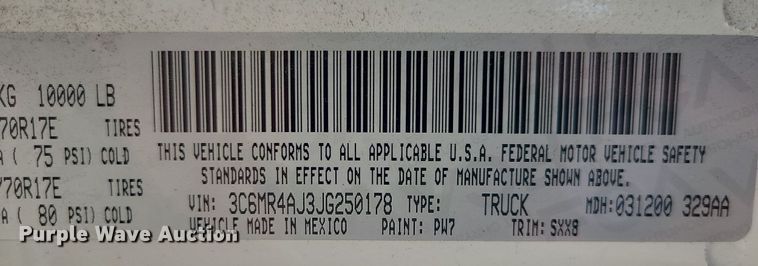 KG 10000 LB
70R17E TIRES
A ( 75 PSI) COLD
/70R17E TIRES
A ( 80 PSI) COLD
THIS VEHICLE CONFORMS TO ALL APPLICABLE U.S.A. FEDERAL MOTOR VEHICLE SAFETY
STANDARDS IN EFFECT ON THE DATE OF MANUFACTURE SHOWN ABOVE.
VIN: 3C6MR4AJ3JG250178 TYPE: TRUCK MDH:031200 329AA
VEHICLE MADE IN MEXICO PAINT: PW7 TRIM: SXX8
Purple Wave Auction